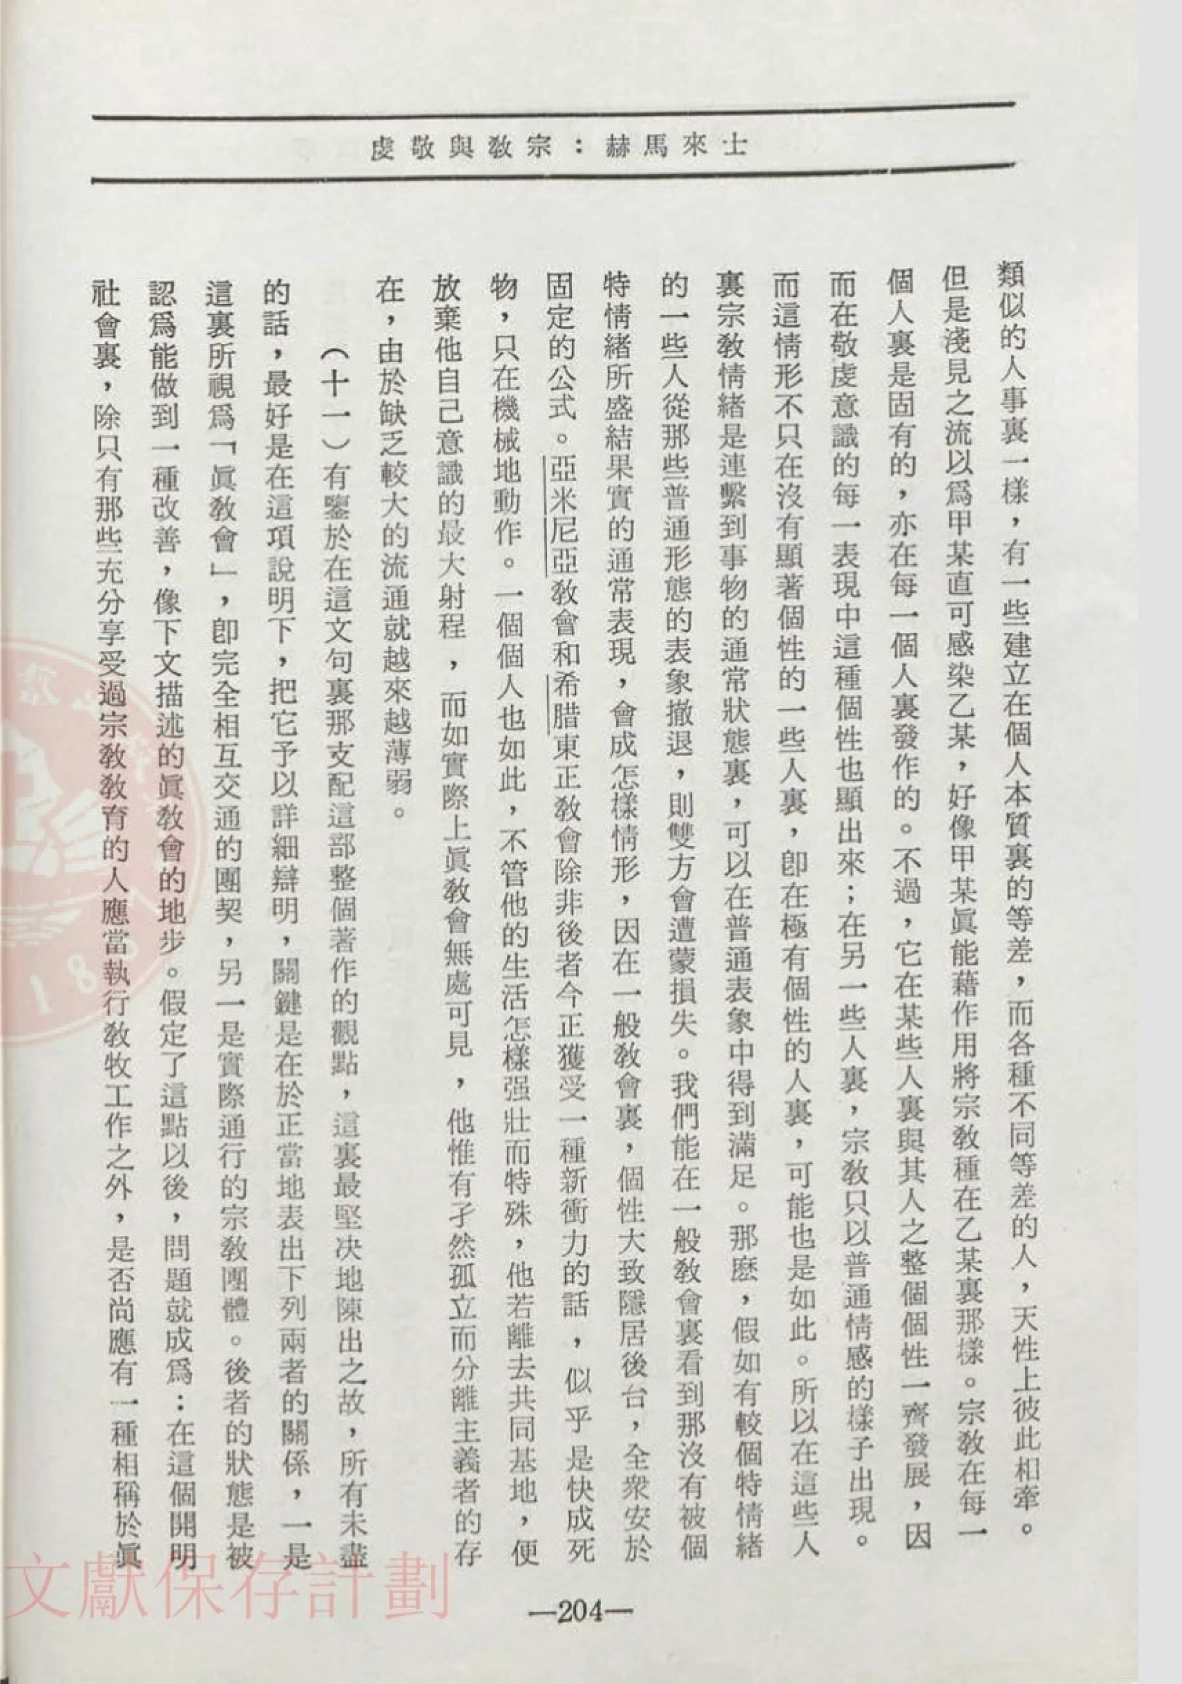 士來馬赫：宗教與敬虔
類似的人事裏一樣，有一些建立在個人本質裏的等差，而各種不同等差的人，天性上彼此相牽。
但是淺見之流以爲甲某直可感染乙某，好像甲某眞能藉作用將宗教種在乙某裏那樣。宗教在每一
個人裏是固有的，亦在每一個人裏發作的。不過，它在某些人裏與其人之整個個性一齊發展，因
而在敬虔意識的每一表現中這種個性也顯出來；在另一些人裏，宗教只以普通情感的樣子出現。
而這情形不只在沒有顯著個性的一些人裏，卽在極有個性的人裏，可能也是如此。所以在這些人
裏宗教情緒是連繫到事物的通常狀態裏，可以在普通表象中得到滿足。那麽，假如有較個特情緒
的一些人從那些普通形態的表象撤退，則雙方會遭蒙損失。我們能在一般教會裏看到那沒有被個
特情緒所盛結果實的通常表現，會成怎樣情形，因在一般教會裏，個性大致隱居後台，全衆安於
固定的公式。亞米尼亞教會和希腊東正教會除非後者今正獲受一種新衝力的話，似乎是快成死
物，只在機械地動作。一個個人也如此，不管他的生活怎樣强壯而特殊，他若離去共同基地，便
放棄他自己意識的最大射程，而如實際上眞教會無處可見，他惟有孑然孤立而分離主義者的存
在，由於缺乏較大的流通就越來越薄弱。
（十一）有鑒於在這文句裏那支配這部整個著作的觀點，這裏最堅决地陳出之故，所有未盡
的話，最好是在這項說明下，把它予以詳細辯明，關鍵是在於正當地表出下列兩者的關係，一是
這裏所視爲「眞教會」，卽完全相互交通的團契，另一是實際通行的宗教團體。後者的狀態是被
認爲能做到一種改善，像下文描述的眞教會的地步。假定了這點以後，問題就成爲：在這個開明
社會裏，除只有那些充分享受過宗教教育的人應當執行教牧工作之外，是否尚應有一種相稱於眞
—204—
文獻保存計劃